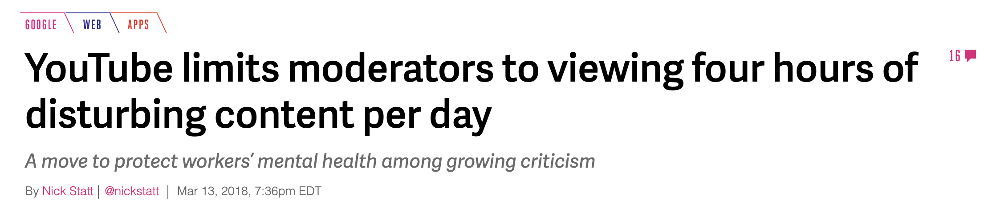 GOOGLE WEB APPS
YouTube limits moderators to viewing four hours of
disturbing content per day
16
A move to protect workers’ mental health among growing criticism
By Nick Statt | @nickstatt | Mar 13, 2018, 7:36pm EDT